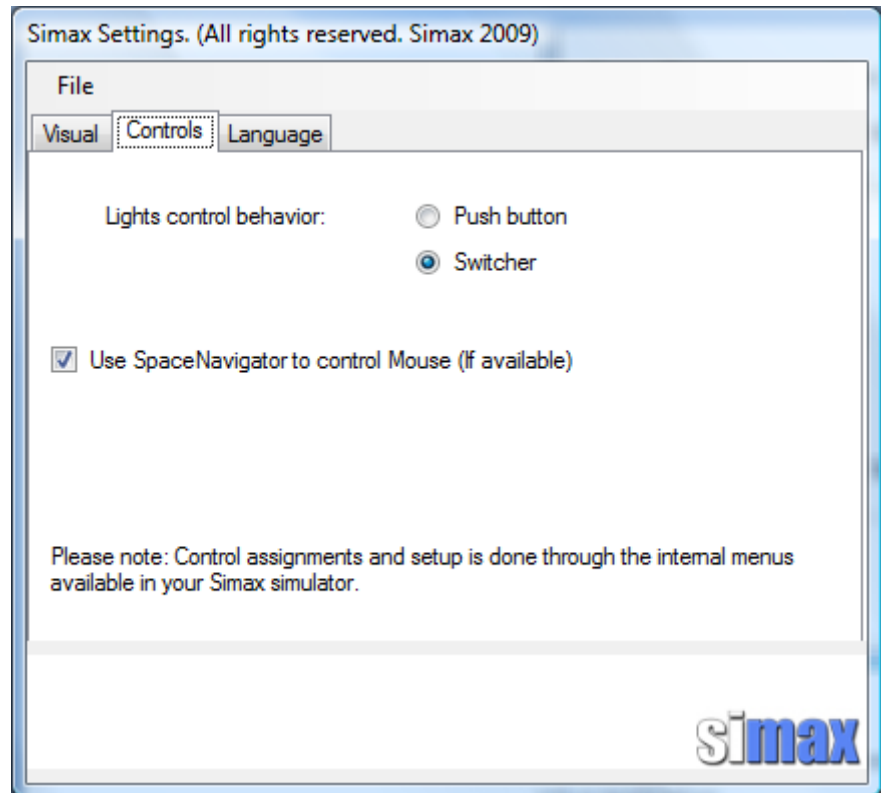 Simax Settings. (All rights reserved. Simax 2009)
File
Visual Controls Language
Lights control behavior: Push button
Switcher
Use SpaceNavigator to control Mouse (If available)
Please note: Control assignments and setup is done through the internal menus
available in your Simax simulator.
simax